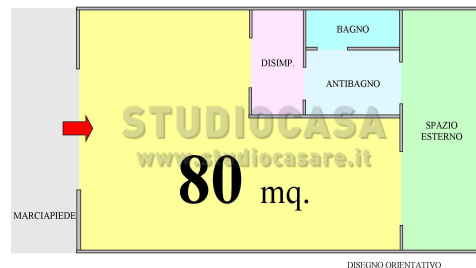 BAGNO
DISIMP.
ANTIBAGNO
STUDIOCASA
www.studiocasare.it
SPAZIO
ESTERNO
80 mq.
MARCIAPIEDE
DISEGNO ORIENTATIVO